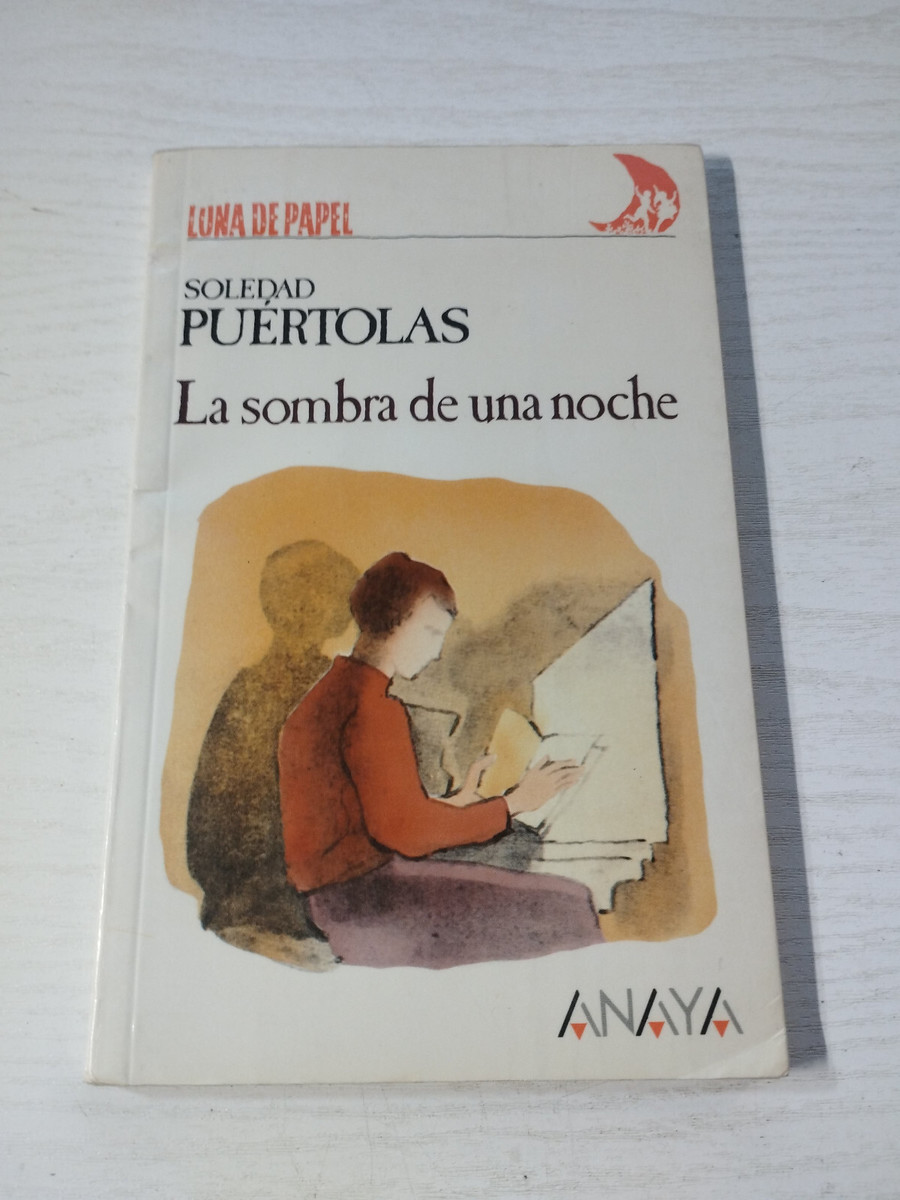 LUNA DE PAPEL
SOLEDAD
PUÉRTOLAS
La sombra de una noche
ANAYA